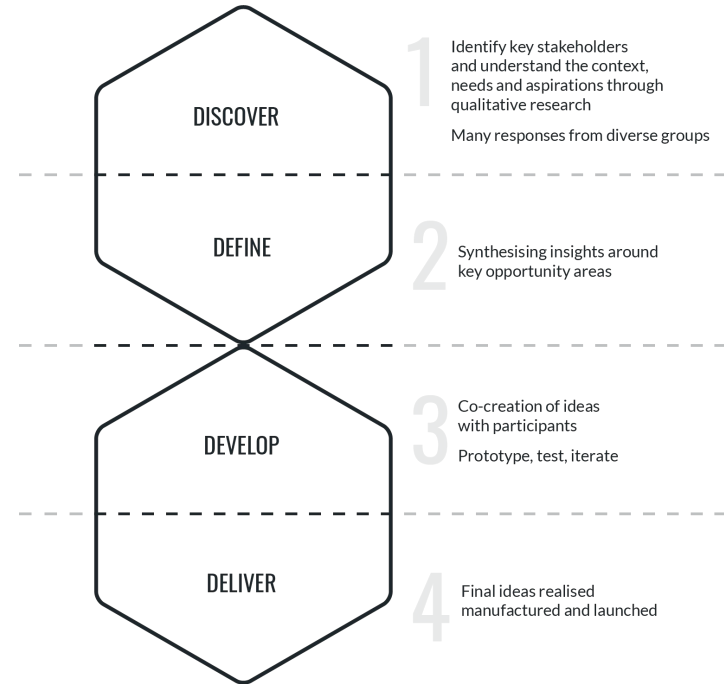 DISCOVER
1
Identify key stakeholders
and understand the context,
needs and aspirations through
qualitative research
Many responses from diverse groups
DEFINE
2
Synthesising insights around
key opportunity areas
DEVELOP
3
Co-creation of ideas
with participants
Prototype, test, iterate
DELIVER
4
Final ideas realised
manufactured and launched